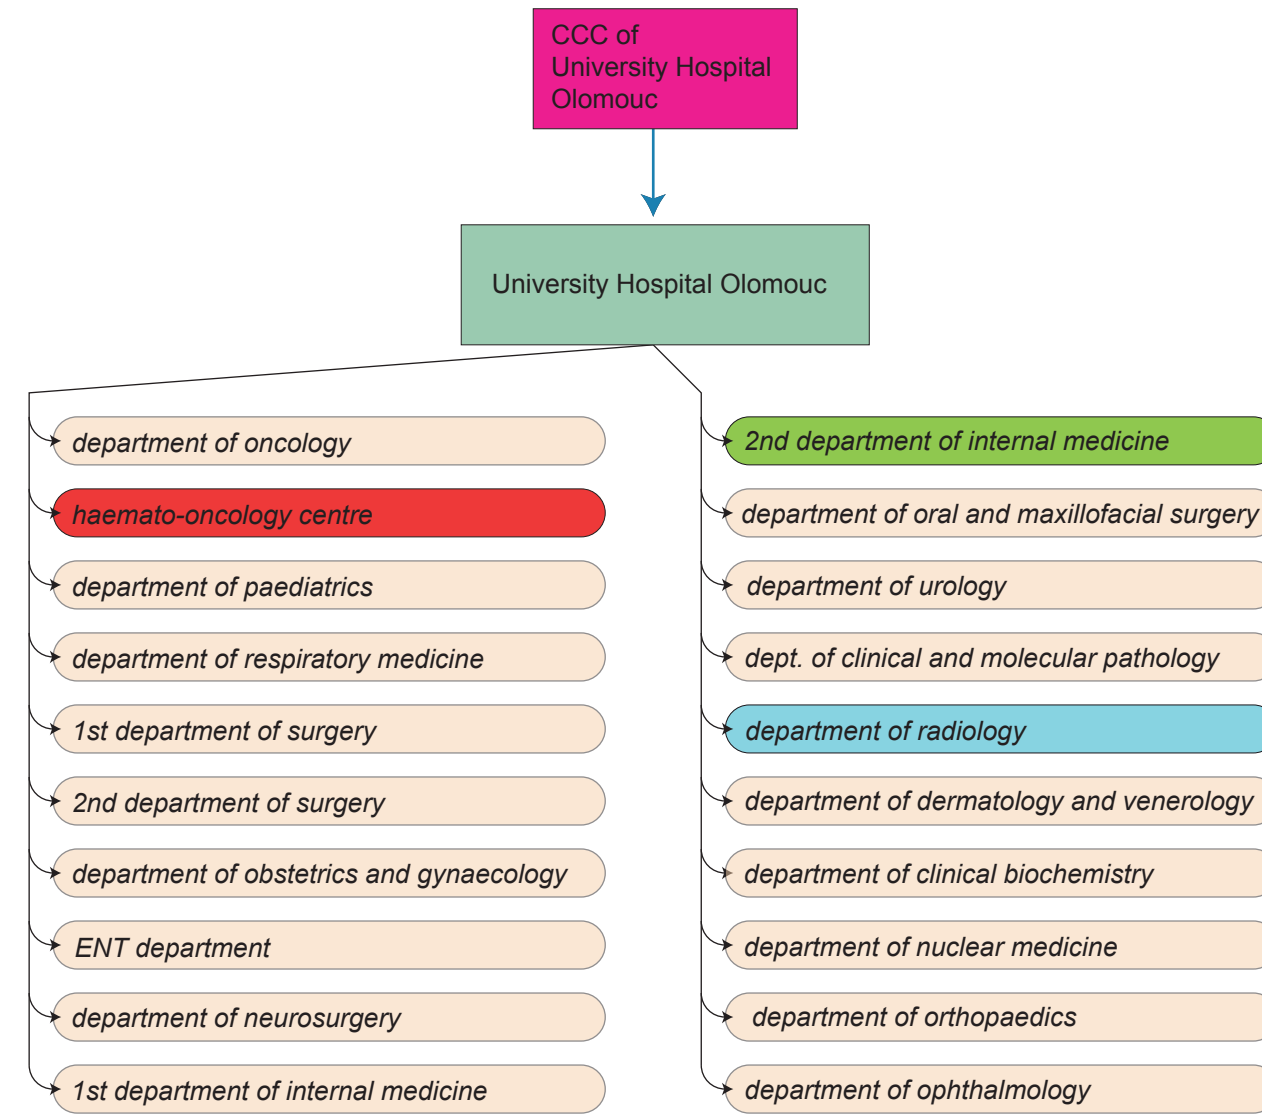 CCC of
University Hospital
Olomouc
University Hospital Olomouc
department of oncology
haemato-oncology centre
department of paediatrics
department of respiratory medicine
1st department of surgery
2nd department of surgery
department of obstetrics and gynaecology
ENT department
department of neurosurgery
1st department of internal medicine
2nd department of internal medicine
department of oral and maxillofacial surgery
department of urology
dept. of clinical and molecular pathology
department of radiology
department of dermatology and venerology
department of clinical biochemistry
department of nuclear medicine
department of orthopaedics
department of ophthalmology